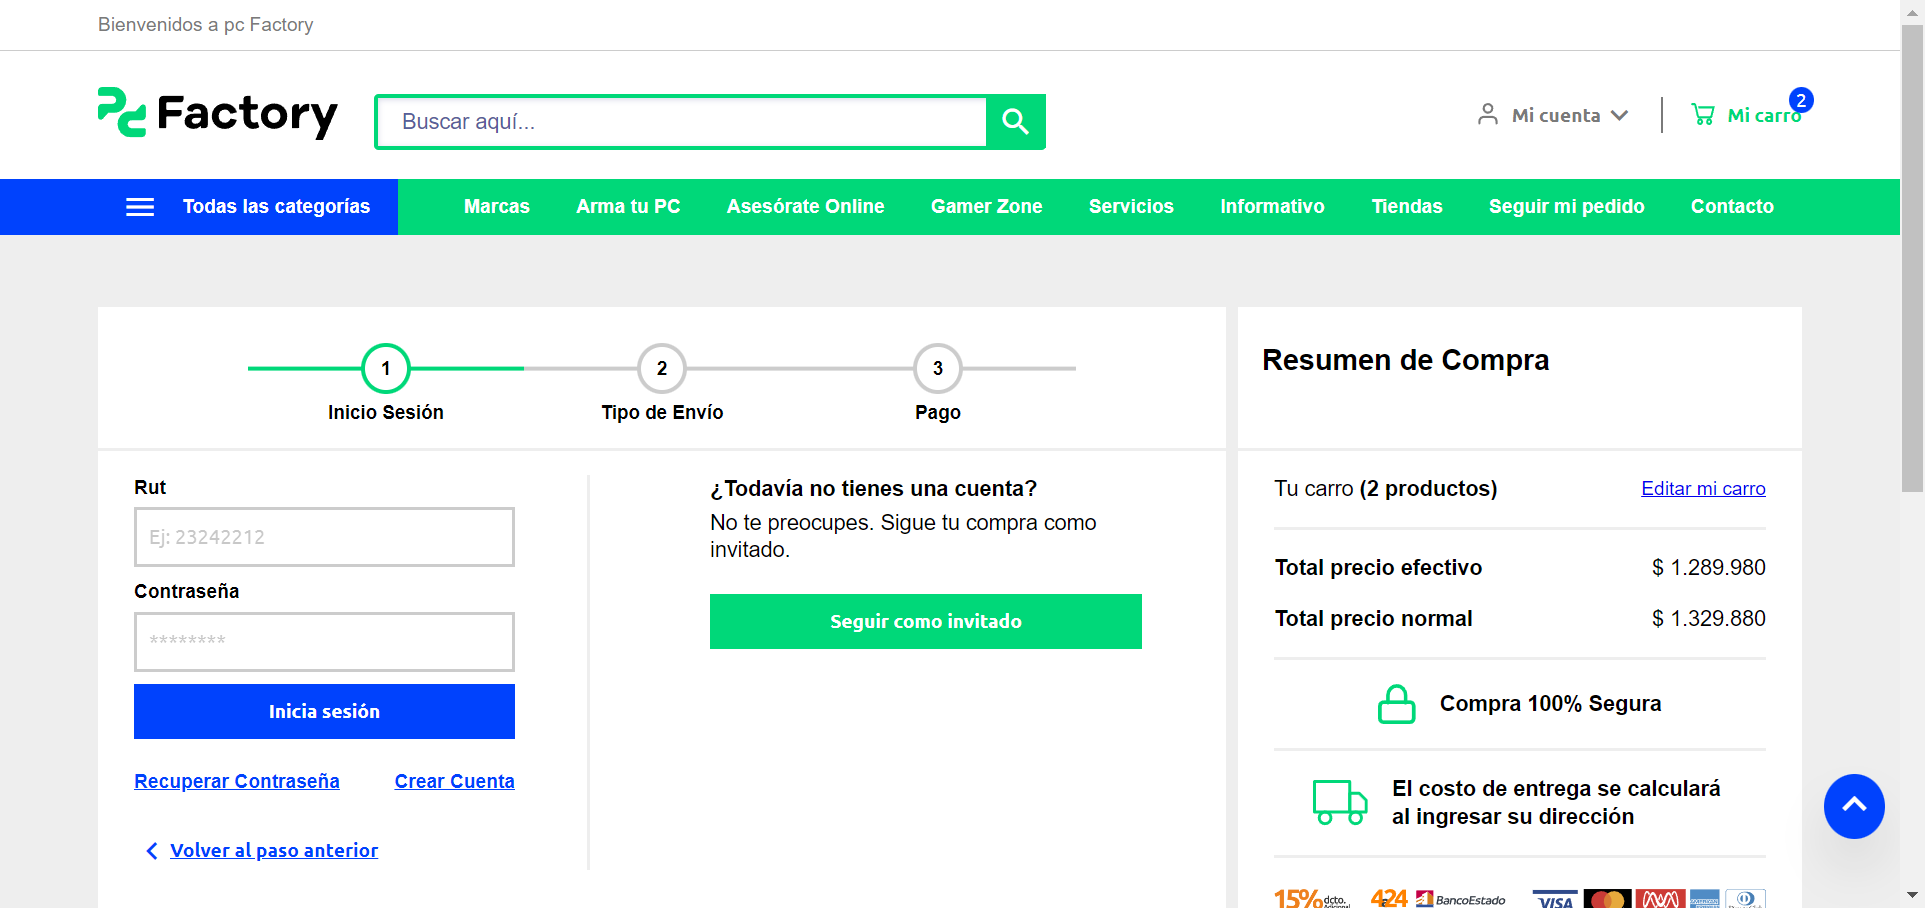 Bienvenidos a pc Factory
pc Factory
Buscar aquí...
Mi cuenta
Mi carro
2
Todas las categorías
Marcas
Arma tu PC
Asesórate Online
Gamer Zone
Servicios
Informativo
Tiendas
Seguir mi pedido
Contacto
1
2
3
Inicio Sesión
Tipo de Envío
Pago
Rut
Ej: 23242212
Contraseña
********
Inicia sesión
Recuperar Contraseña
Crear Cuenta
Volver al paso anterior
¿Todavía no tienes una cuenta?
No te preocupes. Sigue tu compra como
invitado.
Seguir como invitado
Resumen de Compra
Tu carro (2 productos)
Editar mi carro
Total precio efectivo
$ 1.289.980
Total precio normal
$ 1.329.880
Compra 100% Segura
El costo de entrega se calculará
al ingresar su dirección
15% dcto.
BancoEstado
VISA